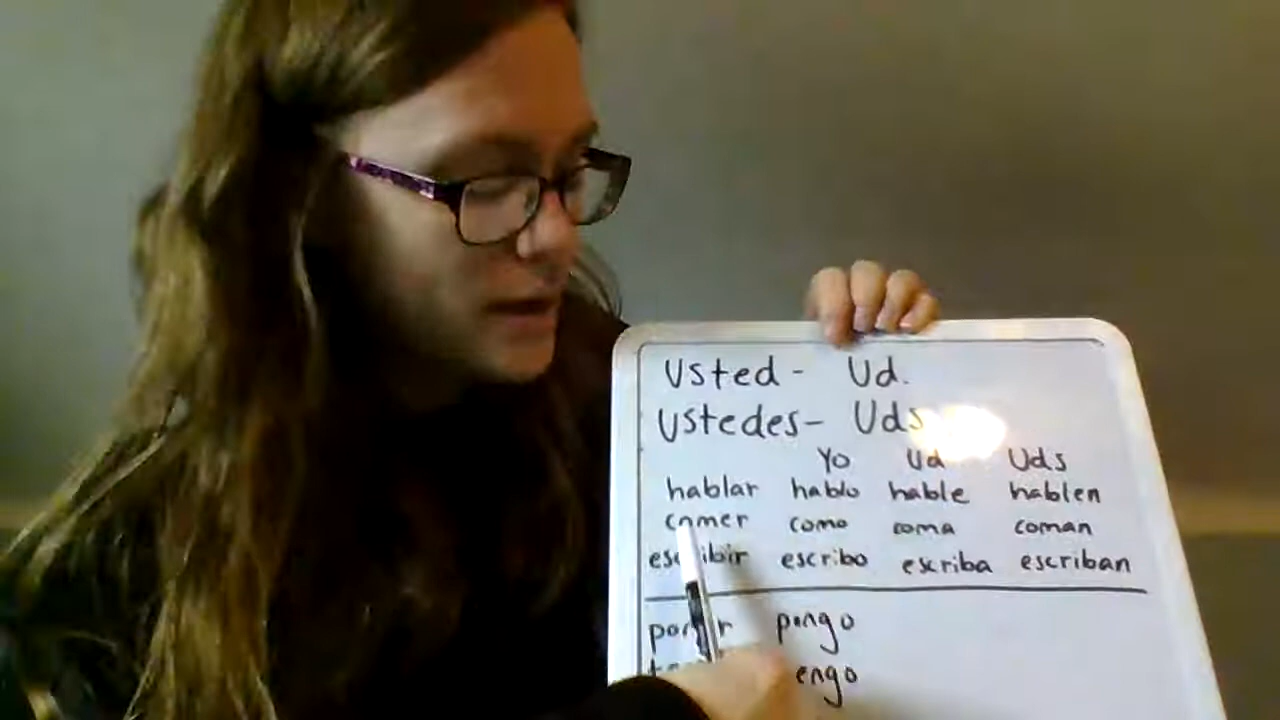 Usted - Ud.
Ustedes - Uds
Yo Ud Uds
hablar hablo hable hablen
comer como coma coman
escribir escribo escriba escriban
poner pongo